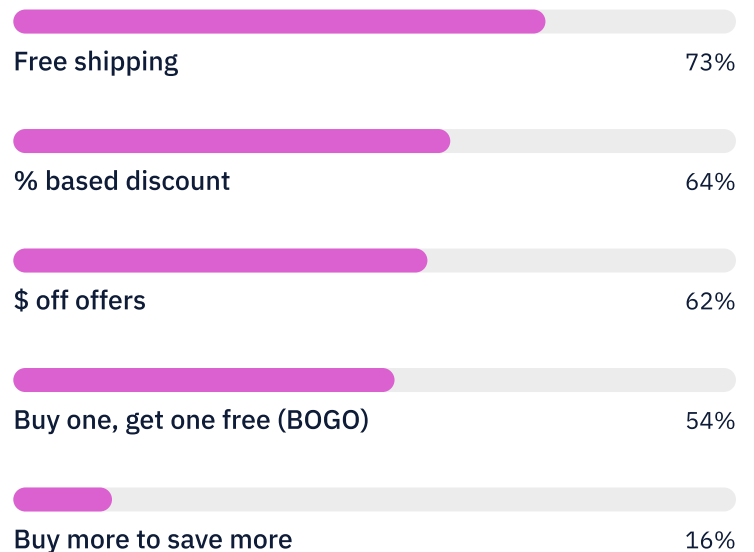 Free shipping 73%
% based discount 64%
$ off offers 62%
Buy one, get one free (BOGO) 54%
Buy more to save more 16%